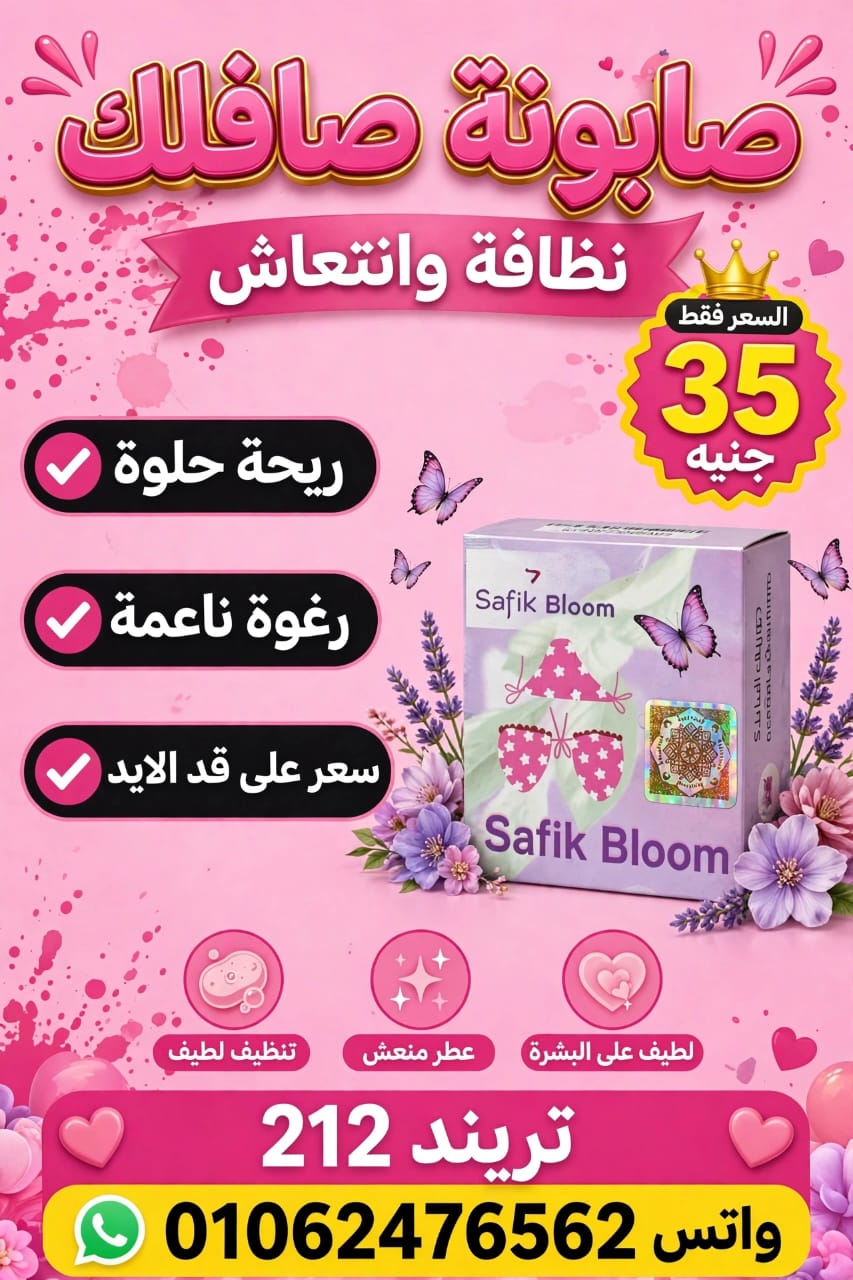 صابونة صافلك
نظافة وانتعاش
السعر فقط
35
جنيه
ريحة حلوة
رغوة ناعمة
سعر على قد الايد
Safik Bloom
Safik Bloom
تنظيف لطيف
عطر منعش
لطيف على البشرة
تريند 212
واتس 01062476562